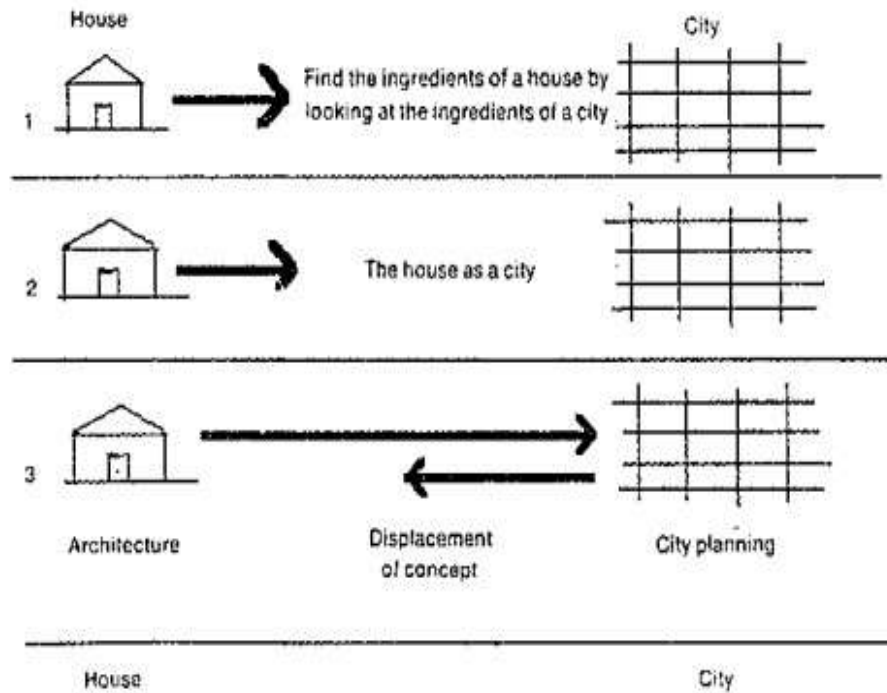 House
City
1
Find the ingredients of a house by
looking at the ingredients of a city
2
The house as a city
3
Architecture
Displacement
of concept
City planning
House
City